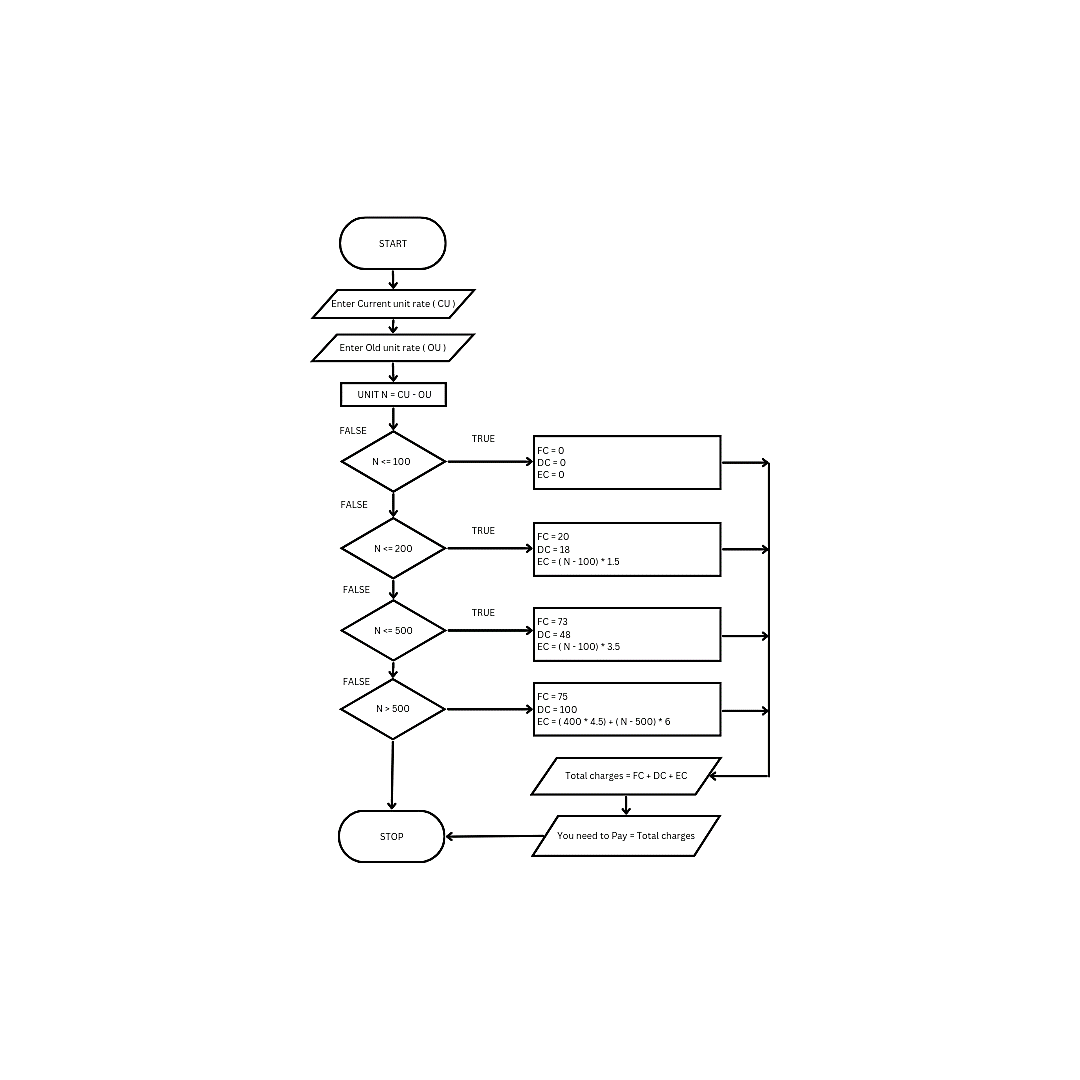 START
Enter Current unit rate ( CU )
Enter Old unit rate ( OU )
UNIT N = CU - OU
FALSE
TRUE
N <= 100
FC = 0
DC = 0
EC = 0
FALSE
TRUE
N <= 200
FC = 20
DC = 18
EC = ( N - 100) * 1.5
FALSE
TRUE
N <= 500
FC = 73
DC = 48
EC = ( N - 100) * 3.5
FALSE
N > 500
FC = 75
DC = 100
EC = ( 400 * 4.5) + ( N - 500) * 6
Total charges = FC + DC + EC
You need to Pay = Total charges
STOP